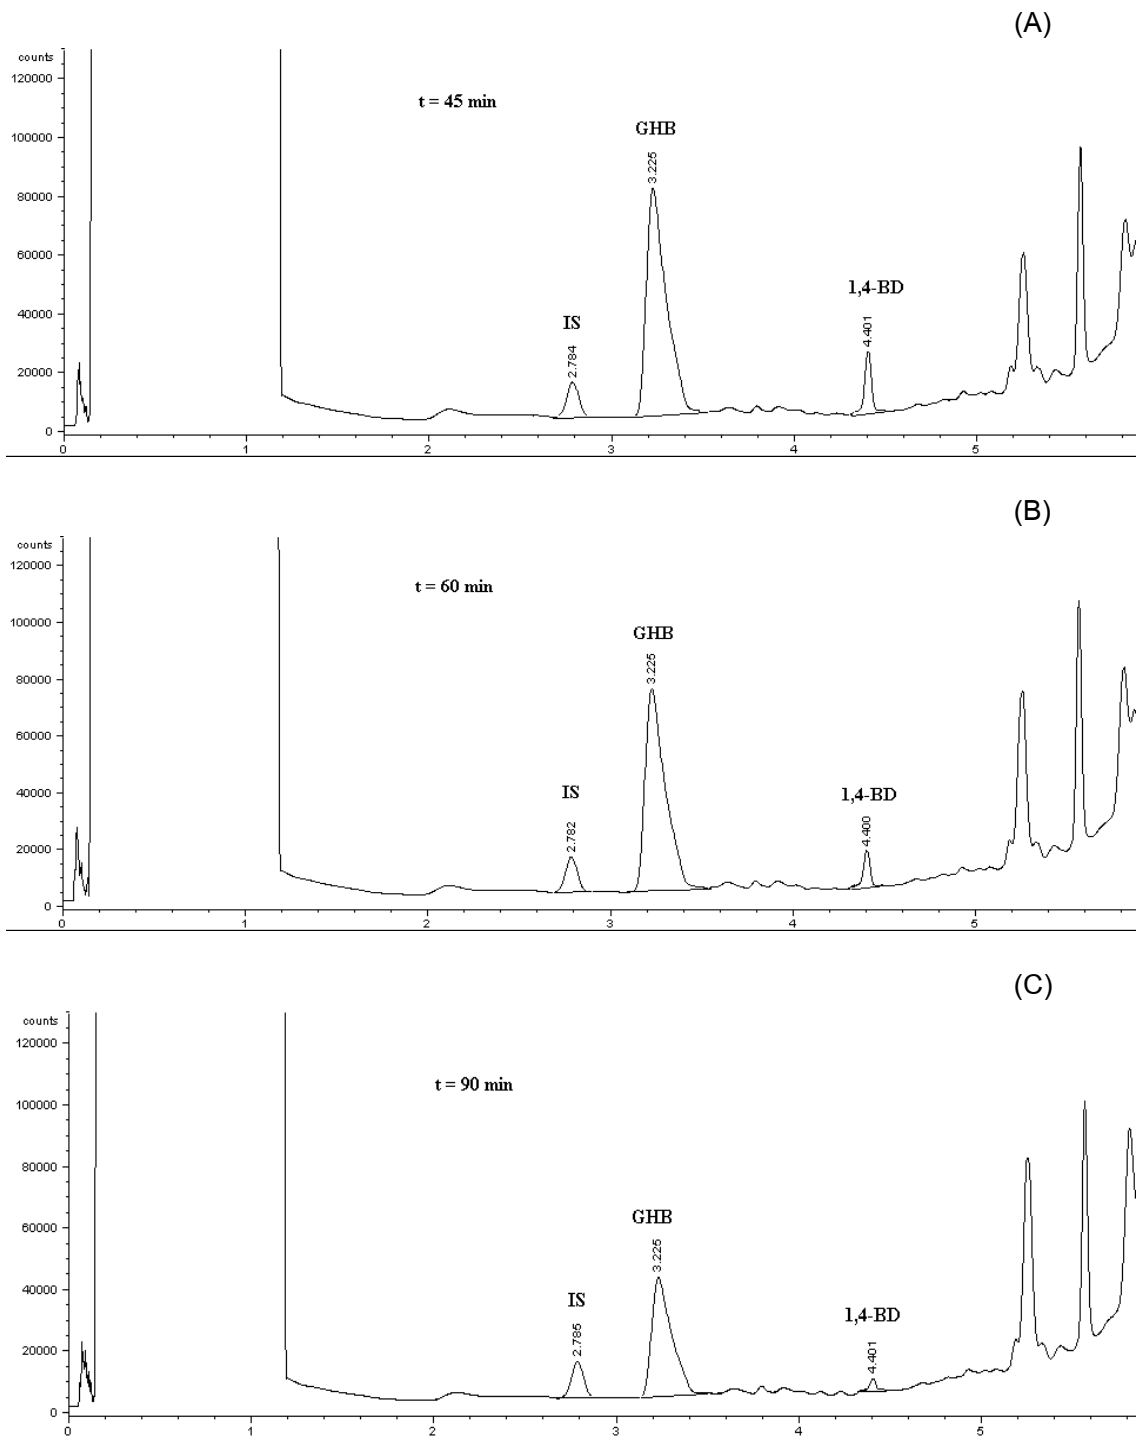 (A)
counts
120000
100000
80000
60000
40000
20000
0
t = 45 min
GHB
3.225
IS
2.784
1,4-BD
4.401
0 1 2 3 4 5
(B)
counts
120000
100000
80000
60000
40000
20000
0
t = 60 min
GHB
3.225
IS
2.782
1,4-BD
4.400
0 1 2 3 4 5
(C)
counts
120000
100000
80000
60000
40000
20000
0
t = 90 min
GHB
3.225
IS
2.785
1,4-BD
4.401
0 1 2 3 4 5